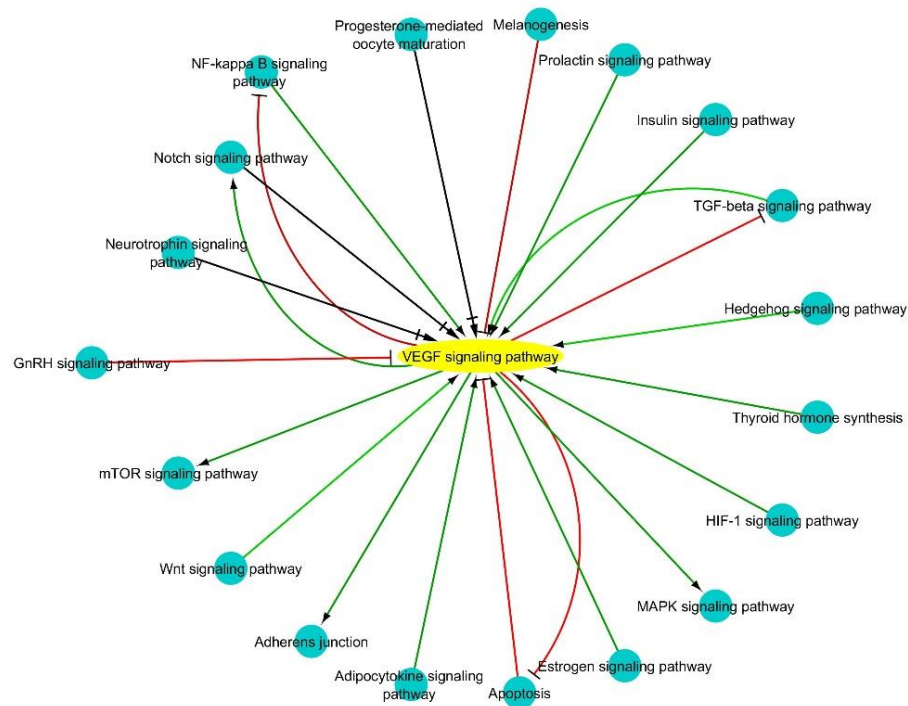 Progesterone-mediated
oocyte maturation
Melanogenesis
NF-kappa B signaling
pathway
Prolactin signaling pathway
Insulin signaling pathway
Notch signaling pathway
TGF-beta signaling pathway
Neurotrophin signaling
pathway
Hedgehog signaling pathway
VEGF signaling pathway
GnRH signaling pathway
Thyroid hormone synthesis
mTOR signaling pathway
HIF-1 signaling pathway
Wnt signaling pathway
MAPK signaling pathway
Adherens junction
Estrogen signaling pathway
Adipocytokine signaling
pathway
Apoptosis